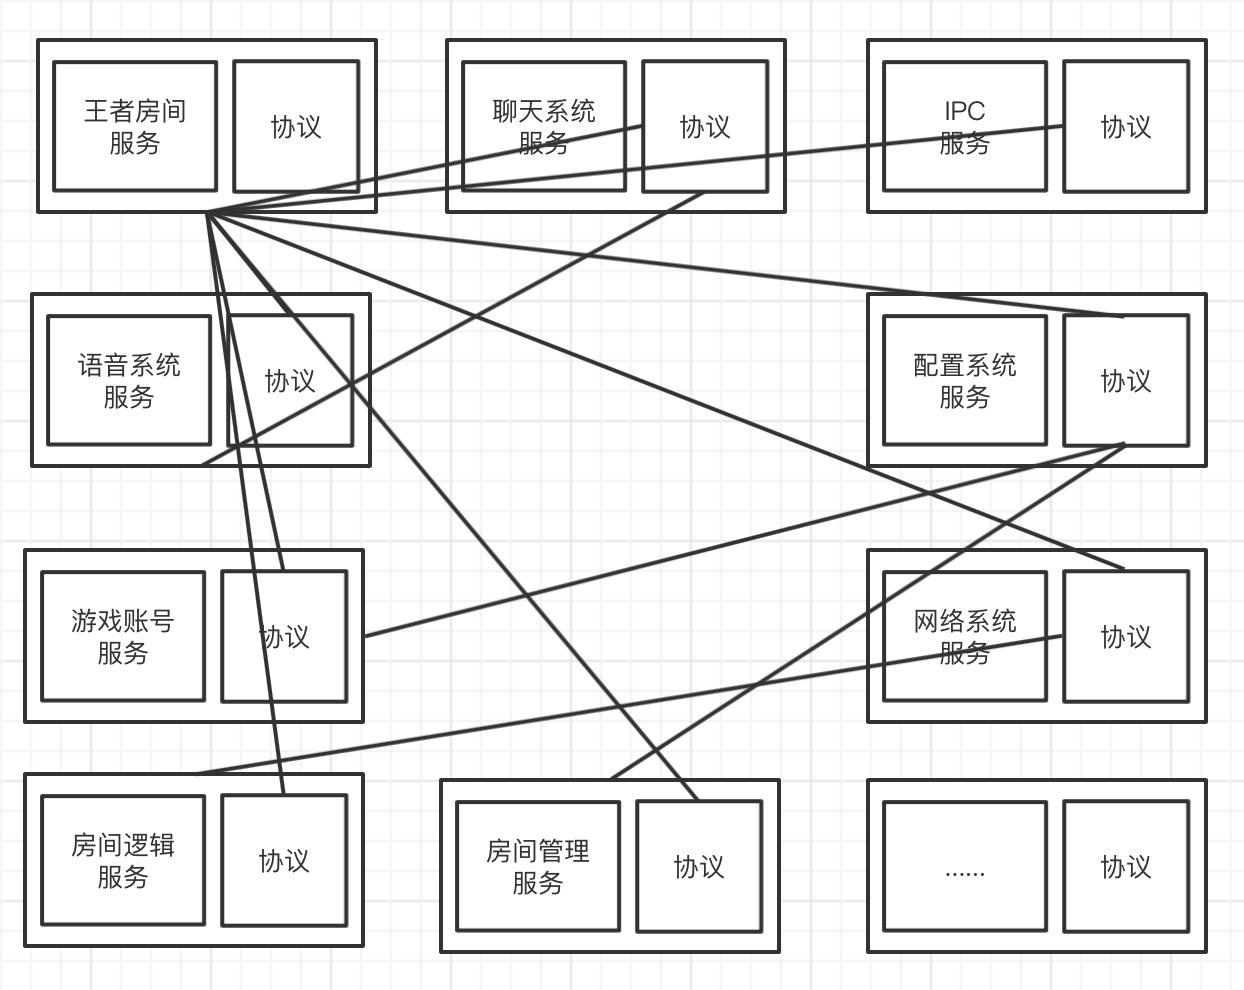 王者房间
服务
协议
聊天系统
服务
协议
IPC
服务
协议
语音系统
服务
协议
配置系统
服务
协议
游戏账号
服务
协议
网络系统
服务
协议
房间逻辑
服务
协议
房间管理
服务
协议
......
协议